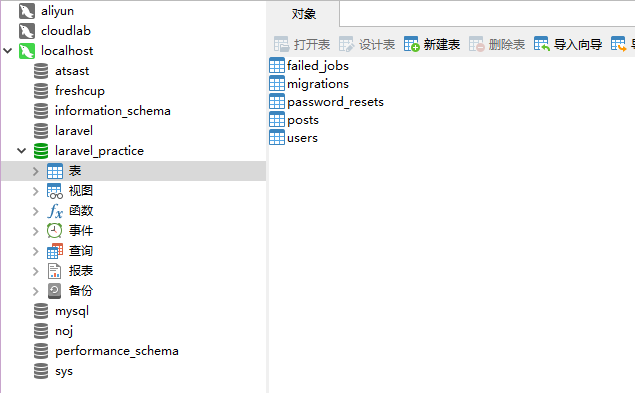 aliyun
cloudlab
localhost
atsast
freshcup
information_schema
laravel
laravel_practice
表
视图
函数
事件
查询
报表
备份
mysql
noj
performance_schema
sys
对象
打开表 设计表 新建表 删除表 导入向导
failed_jobs
migrations
password_resets
posts
users